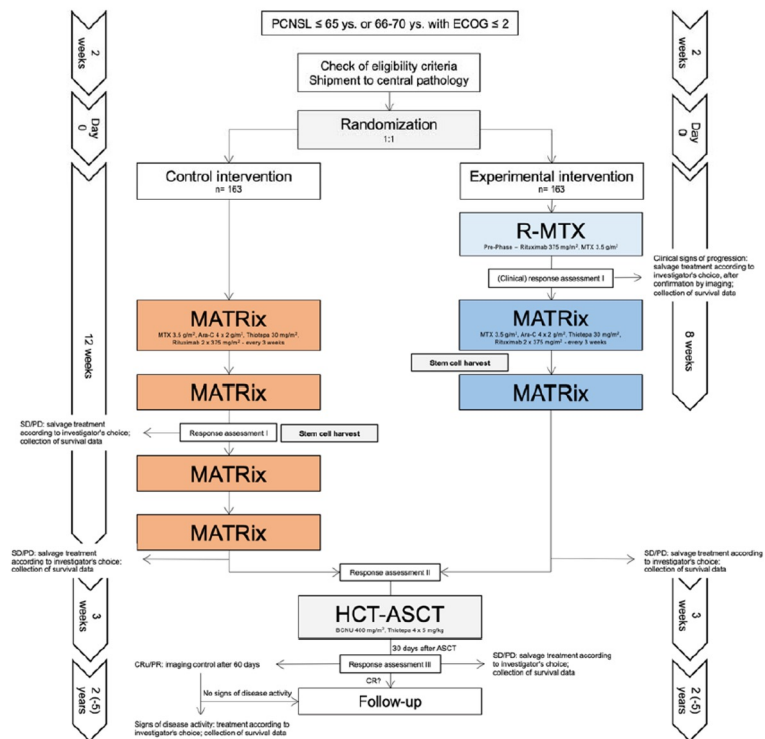 PCNSL ≤ 65 ys. or 66-70 ys. with ECOG ≤ 2
2
weeks
2
weeks
Check of eligibility criteria
Shipment to central pathology
Day
0
Day
0
Randomization
1:1
Control intervention
n= 163
Experimental intervention
n= 163
R-MTX
Pre-Phase – Rituximab 375 mg/m², MTX 3.5 g/m²
(Clinical) response assessment I
Clinical signs of progression:
salvage treatment according to
investigator's choice, after
confirmation by imaging;
collection of survival data
12 weeks
8 weeks
MATRix
MTX 3.5 g/m², Ara-C 4 x 2 g/m², Thiotepa 30 mg/m²,
Rituximab 2 x 375 mg/m² - every 3 weeks
MATRix
MTX 3.5 g/m², Ara-C 4 x 2 g/m², Thiotepa 30 mg/m²,
Rituximab 2 x 375 mg/m² - every 3 weeks
Stem cell harvest
MATRix
MATRix
SD/PD: salvage treatment
according to investigator's choice;
collection of survival data
Response assessment I
Stem cell harvest
MATRix
MATRix
SD/PD: salvage treatment
according to investigator's choice;
collection of survival data
Response assessment II
SD/PD: salvage treatment according
to investigator's choice;
collection of survival data
3
weeks
3
weeks
HCT-ASCT
BCNU 400 mg/m², Thiotepa 4 x 5 mg/kg
30 days after ASCT
CRu/PR: imaging control after 60 days
Response assessment III
SD/PD: salvage treatment according
to investigator's choice;
collection of survival data
CR?
2 (-5)
years
2 (-5)
years
No signs of disease activity
Follow-up
Signs of disease activity: treatment according to
investigator's choice; collection of survival data